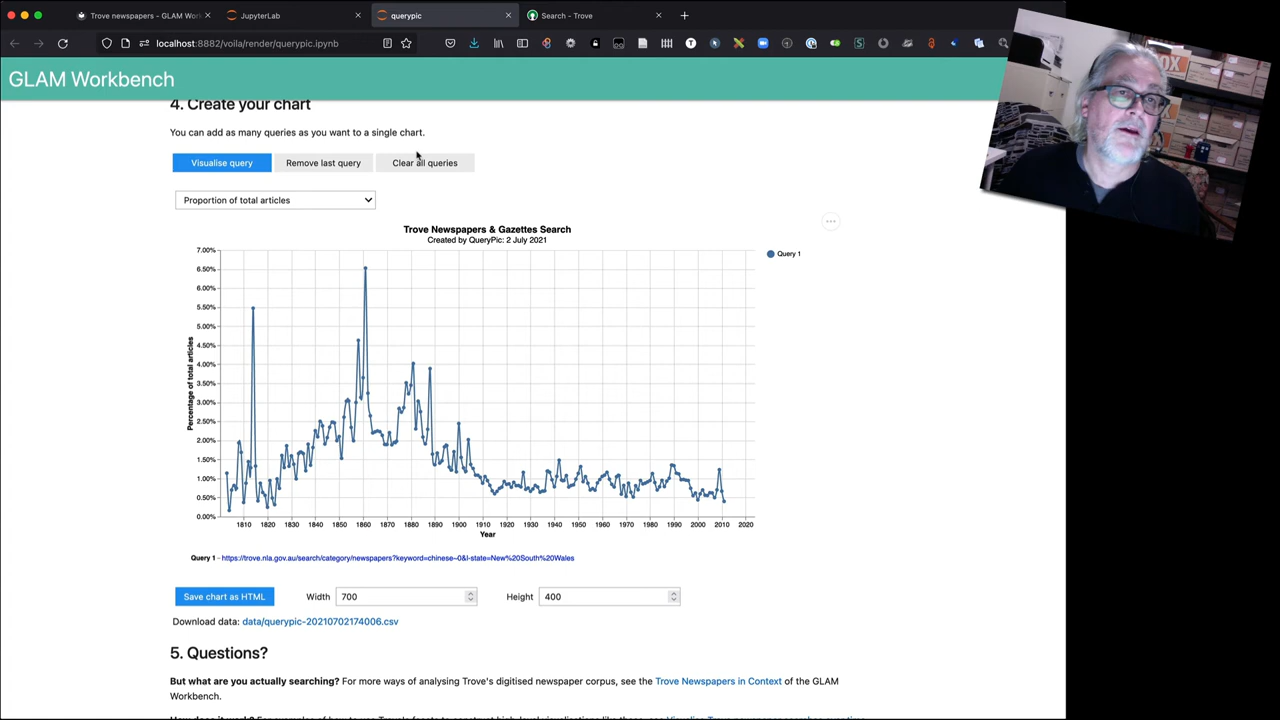 Trove newspapers - GLAM Work
JupyterLab
querypic
Search - Trove
localhost:8882/voila/render/querypic.ipynb
GLAM Workbench
4. Create your chart
You can add as many queries as you want to a single chart.
Visualise query
Remove last query
Clear all queries
Proportion of total articles
Trove Newspapers & Gazettes Search
Created by QueryPic: 2 July 2021
Query 1
7.00%
6.50%
6.00%
5.50%
5.00%
4.50%
4.00%
3.50%
3.00%
2.50%
2.00%
1.50%
1.00%
0.50%
0.00%
Percentage of total articles
1810 1820 1830 1840 1850 1860 1870 1880 1890 1900 1910 1920 1930 1940 1950 1960 1970 1980 1990 2000 2010 2020
Year
Query 1 - https://trove.nla.gov.au/search/category/newspapers?keyword=chinese~0&l-state=New%20South%20Wales
Save chart as HTML
Width 700
Height 400
Download data: data/querypic-20210702174006.csv
5. Questions?
But what are you actually searching? For more ways of analysing Trove's digitised newspaper corpus, see the Trove Newspapers in Context of the GLAM
Workbench.